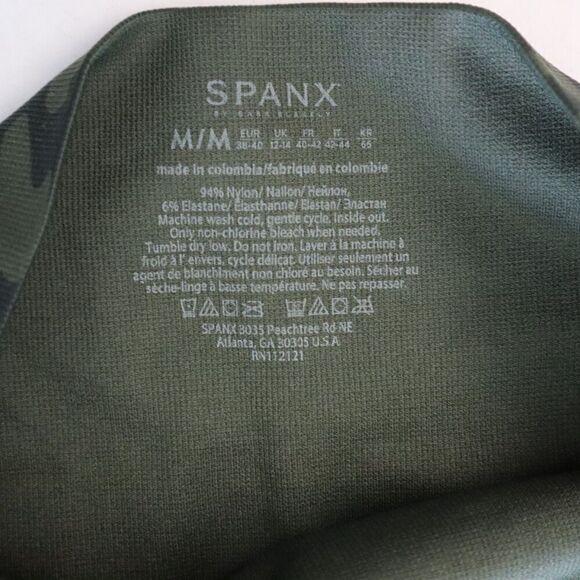 SPANX
BY SARA BLAKELY
M/M EUR UK FR IT KR
38-40 12-14 40-42 42-44 66
made in colombia/fabriqué en colombie
94% Nylon/ Nailon/ Нейлон,
6% Elastane/ Élasthanne/ Elastan/ Эластан
Machine wash cold, gentle cycle. Inside out.
Only non-chlorine bleach when needed.
Tumble dry low. Do not iron. Laver à la machine à
froid à l' envers, cycle délicat. Utiliser seulement un
agent de blanchiment non chloré au besoin. Sécher au
sèche-linge à basse température. Ne pas repasser.
SPANX 3035 Peachtree Rd NE
Atlanta, GA 30305 U.S.A.
RN112121